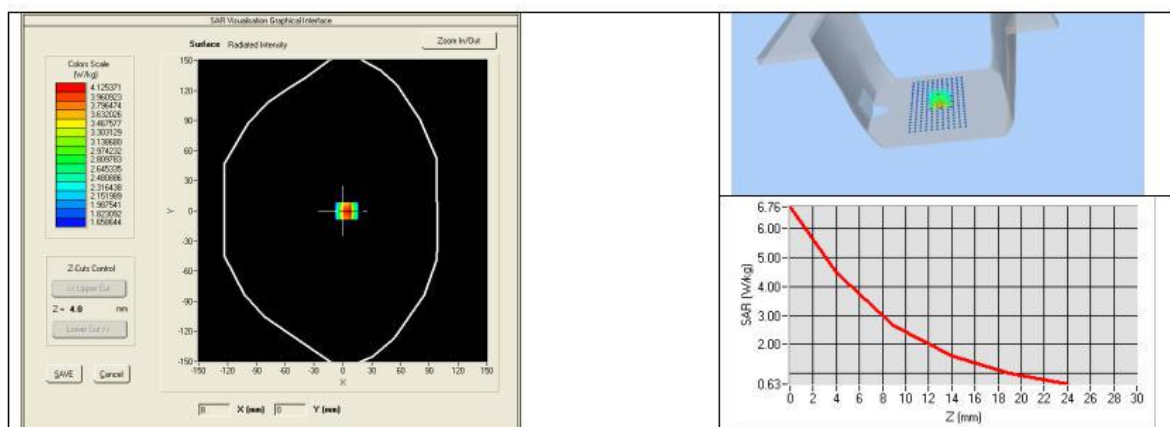 SAR Visualisation Graphical Interface
Surface Radiated Intensity
Zoom In/Out
Colors Scale
(W/kg)
4.125371
3.960923
3.796474
3.632026
3.467577
3.303129
3.138680
2.974232
2.809783
2.645335
2.480886
2.316438
2.151989
1.987541
1.823092
1.658644
150
120
90
60
30
0
-30
-60
-90
-120
-150
Y
-150 -120 -90 -60 -30 0 30 60 90 120 150
X
Z-Cuts Control
<< Upper Cut
Z = 4.0 mm
Lower Cut >>
SAVE Cancel
8 X (mm) 0 Y (mm)
6.76
6.00
5.00
4.00
3.00
2.00
0.63
SAR (W/kg)
0 2 4 6 8 10 12 14 16 18 20 22 24 26 28 30
Z (mm)